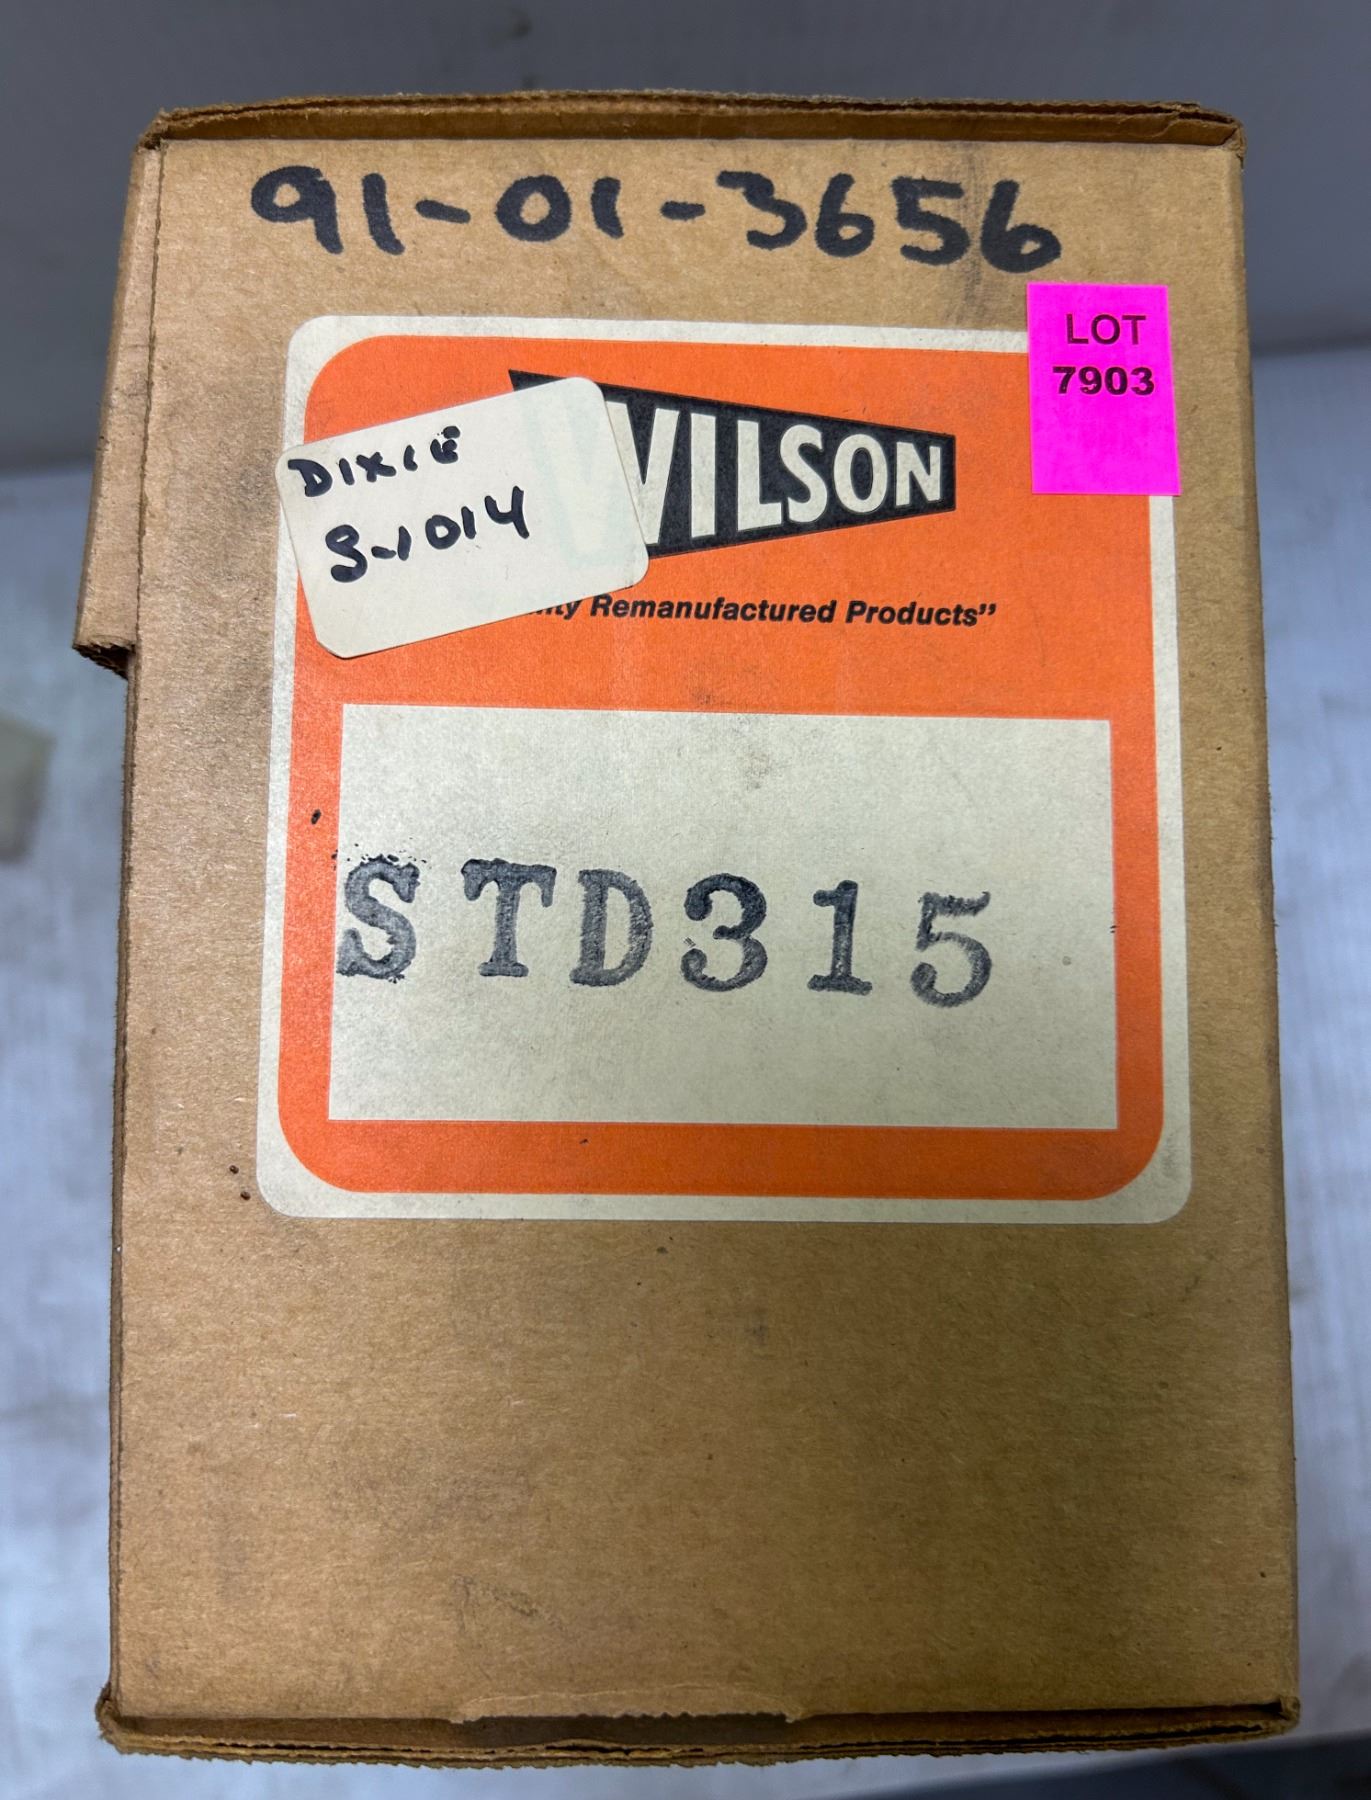 91-01-3656
LOT
7903
WILSON
DIXIE
S-1014
Remanufactured Products”
STD315